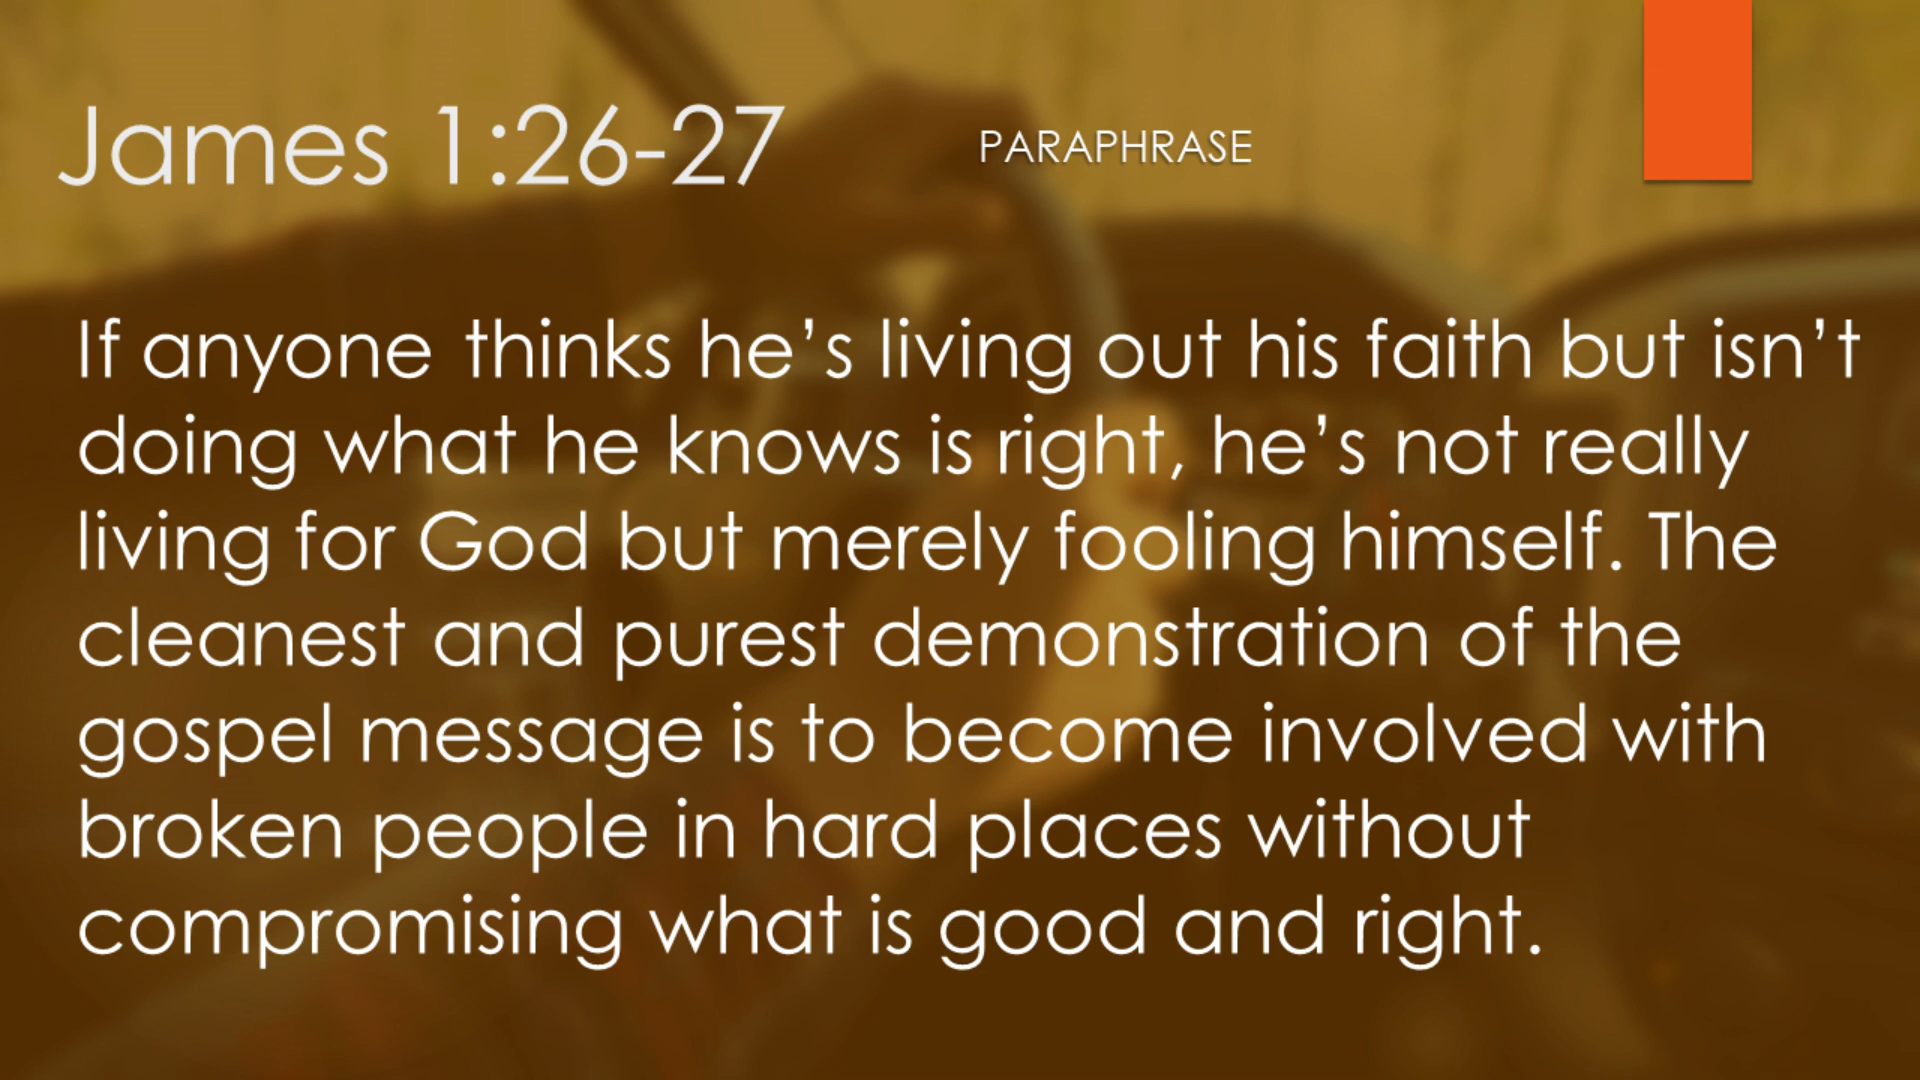 James 1:26-27
PARAPHRASE
If anyone thinks he’s living out his faith but isn’t
doing what he knows is right, he’s not really
living for God but merely fooling himself. The
cleanest and purest demonstration of the
gospel message is to become involved with
broken people in hard places without
compromising what is good and right.